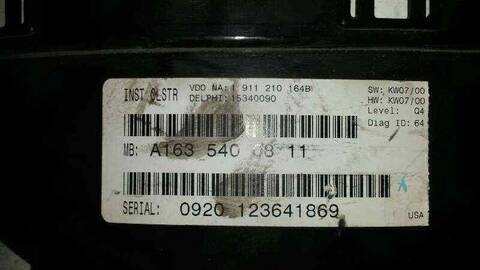 INST CLSTR
VDO NA: 1 911 210 164B
DELPHI: 15340090
SW: KW07/00
HW: KW07/00
Level: Q4
Diag ID: 64
MB: A163 540 08 11
SERIAL: 0920 123641869
USA